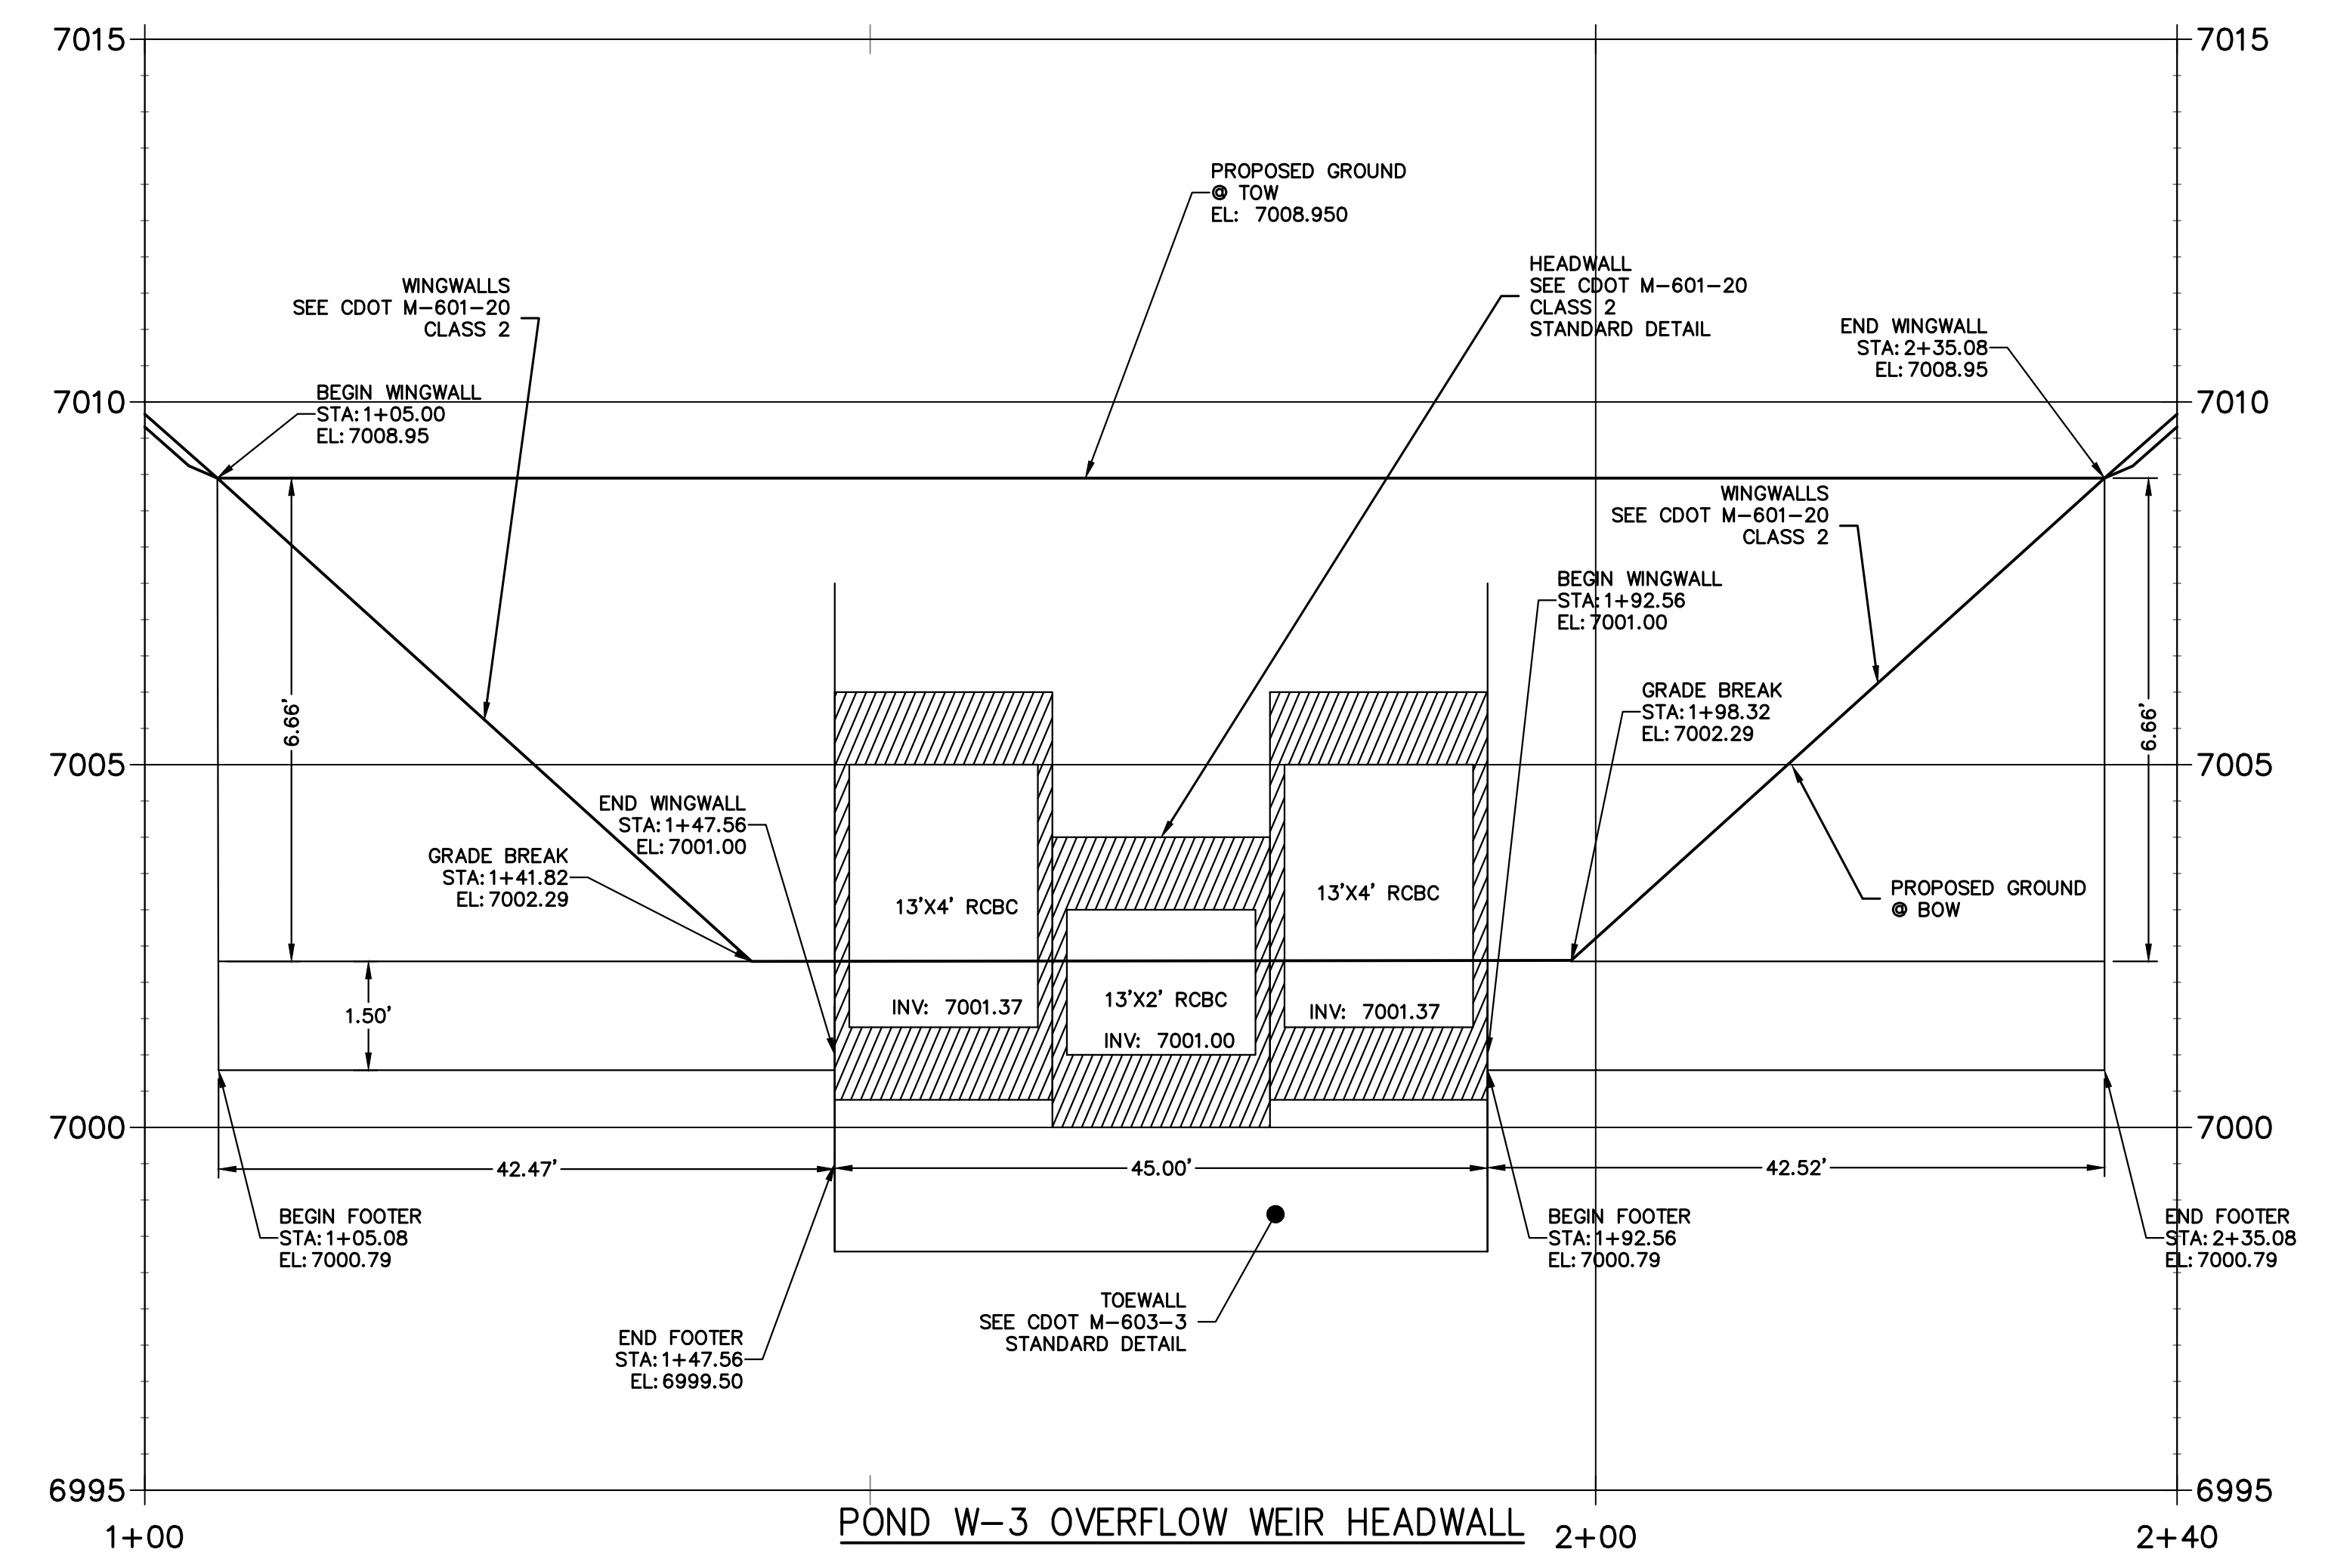 7015
7015
PROPOSED GROUND
@ TOW
EL: 7008.950
HEADWALL
SEE CDOT M-601-20
CLASS 2
STANDARD DETAIL
WINGWALLS
SEE CDOT M-601-20
CLASS 2
END WINGWALL
STA: 2+35.08
EL: 7008.95
BEGIN WINGWALL
STA: 1+05.00
EL: 7008.95
7010
7010
WINGWALLS
SEE CDOT M-601-20
CLASS 2
BEGIN WINGWALL
STA: 1+92.56
EL: 7001.00
GRADE BREAK
STA: 1+98.32
EL: 7002.29
6.66'
6.66'
7005
7005
END WINGWALL
STA: 1+47.56
EL: 7001.00
GRADE BREAK
STA: 1+41.82
EL: 7002.29
13'X4' RCBC
13'X4' RCBC
PROPOSED GROUND
@ BOW
INV: 7001.37
13'X2' RCBC
INV: 7001.37
INV: 7001.00
1.50'
7000
7000
42.47'
45.00'
42.52'
BEGIN FOOTER
STA: 1+05.08
EL: 7000.79
BEGIN FOOTER
STA: 1+92.56
EL: 7000.79
END FOOTER
STA: 2+35.08
EL: 7000.79
TOEWALL
SEE CDOT M-603-3
STANDARD DETAIL
END FOOTER
STA: 1+47.56
EL: 6999.50
6995
6995
POND W-3 OVERFLOW WEIR HEADWALL
1+00
2+00
2+40